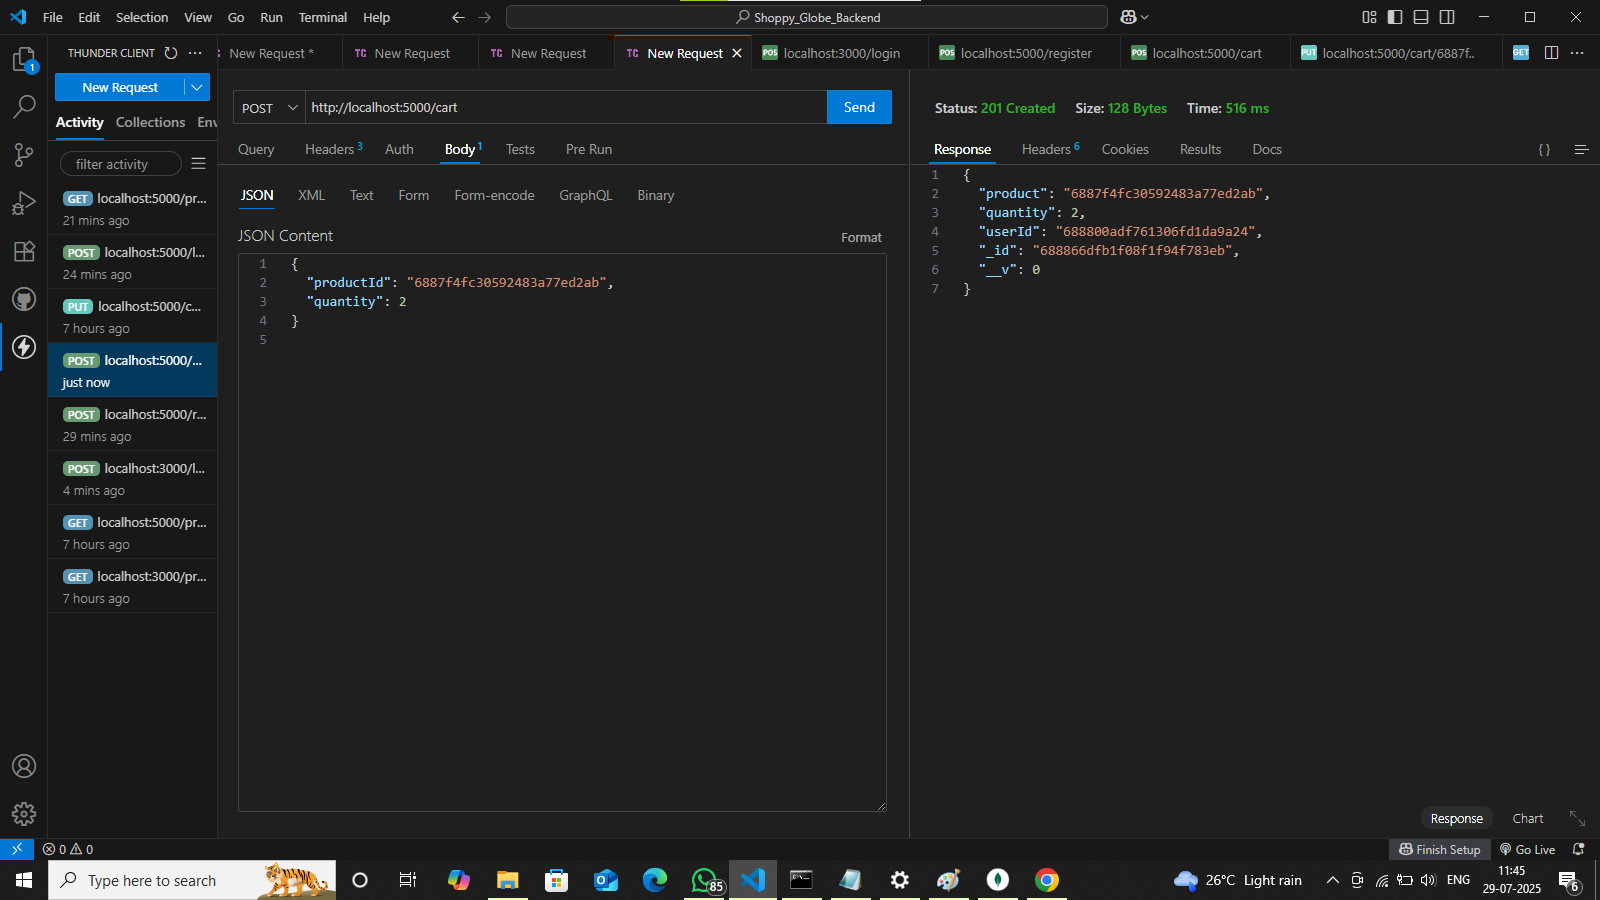 File Edit Selection View Go Run Terminal Help
Shoppy_Globe_Backend
THUNDER CLIENT
New Request *
New Request
New Request
New Request
POS localhost:3000/login
POS localhost:5000/register
POS localhost:5000/cart
PUT localhost:5000/cart/6887f..
GET
1
New Request
Activity Collections Env
filter activity
GET localhost:5000/pr...
21 mins ago
POST localhost:5000/l...
24 mins ago
PUT localhost:5000/c...
7 hours ago
POST localhost:5000/...
just now
POST localhost:5000/r...
29 mins ago
POST localhost:3000/l...
4 mins ago
GET localhost:5000/pr...
7 hours ago
GET localhost:3000/pr...
7 hours ago
POST http://localhost:5000/cart Send
Query Headers 3 Auth Body 1 Tests Pre Run
JSON XML Text Form Form-encode GraphQL Binary
JSON Content Format
1 {
2 "productId": "6887f4fc30592483a77ed2ab",
3 "quantity": 2
4 }
5
Status: 201 Created Size: 128 Bytes Time: 516 ms
Response Headers 6 Cookies Results Docs { }
1 {
2 "product": "6887f4fc30592483a77ed2ab",
3 "quantity": 2,
4 "userId": "688800adf761306fd1da9a24",
5 "_id": "688866dfb1f08f1f94f783eb",
6 "__v": 0
7 }
Response Chart
0 0
Finish Setup Go Live
Type here to search
85
26°C Light rain
ENG
11:45
29-07-2025
6